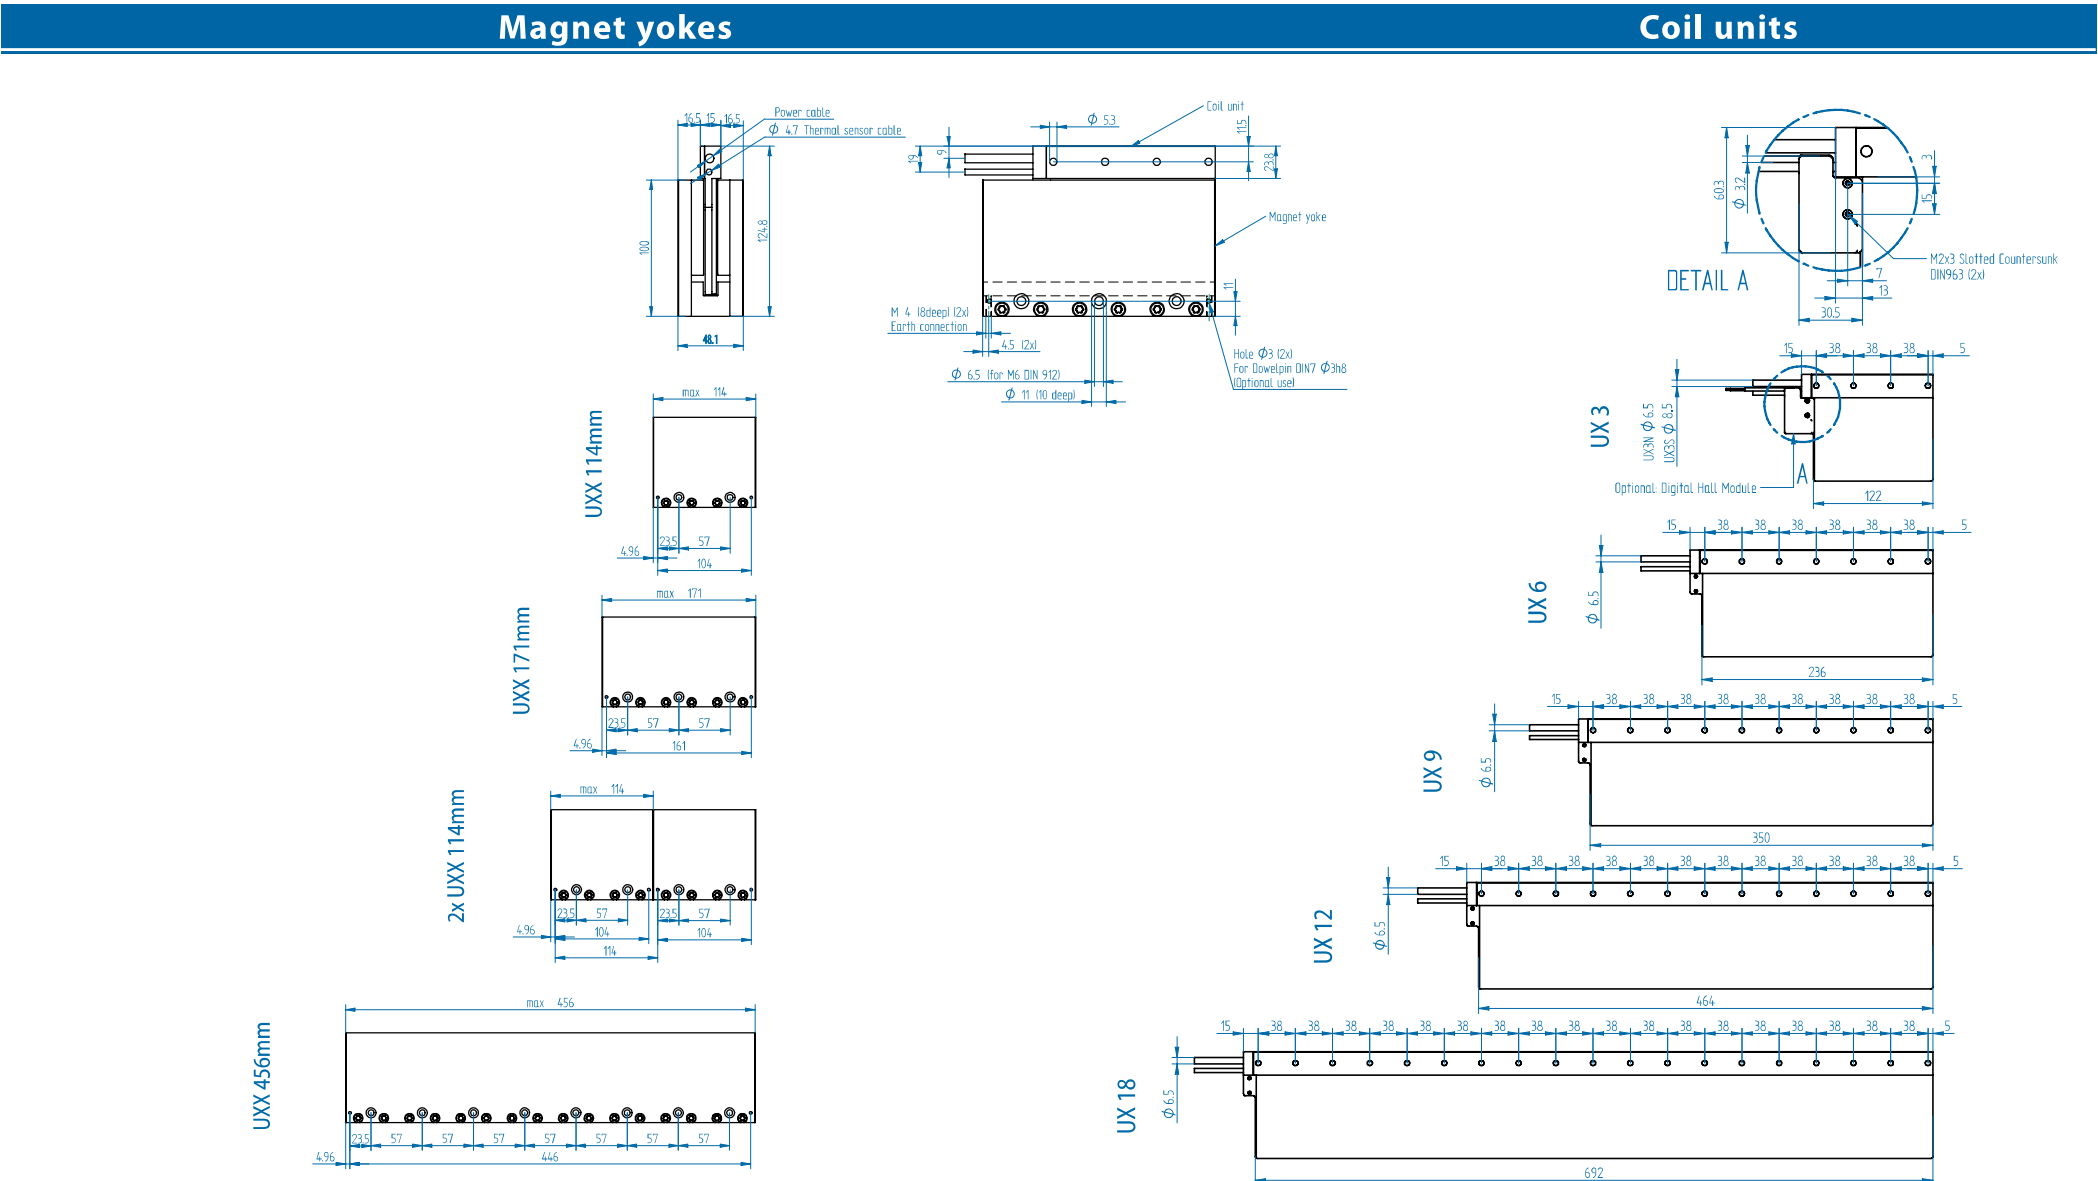 Magnet yokes
Coil units
16,5 15 16,5
Power cable
Φ 4.7 Thermal sensor cable
100
124.8
48.1
Φ 5.3
Coil unit
11.5
19
9
23.8
Magnet yoke
11
M 4 (8deep) (2x)
Earth connection
4.5 (2x)
Φ 6.5 (for M6 DIN 912)
Φ 11 (10 deep)
Hole Φ3 (2x)
For Dowelpin DIN7 Φ3h8
(Optional use)
60.3
Φ 3.2
3
15
M2x3 Slotted Countersunk
DIN963 (2x)
DETAIL A
7
13
30.5
UXX 114mm
max 114
23,5 57
4.96
104
UXX 171mm
max 171
23,5 57 57
4.96
161
2x UXX 114mm
max 114
23,5 57 23,5 57
4.96
104 104
114
UXX 456mm
max 456
23,5 57 57 57 57 57 57 57
4.96
446
UX 3
15 38 38 38 5
UX3N Φ 6.5
UX3S Φ 8.5
A
Optional: Digital Hall Module
122
UX 6
15 38 38 38 38 38 38 5
Φ 6.5
236
UX 9
15 38 38 38 38 38 38 38 38 38 5
Φ 6.5
350
UX 12
15 38 38 38 38 38 38 38 38 38 38 38 38 5
Φ 6.5
464
UX 18
15 38 38 38 38 38 38 38 38 38 38 38 38 38 38 38 38 38 38 5
Φ 6.5
692